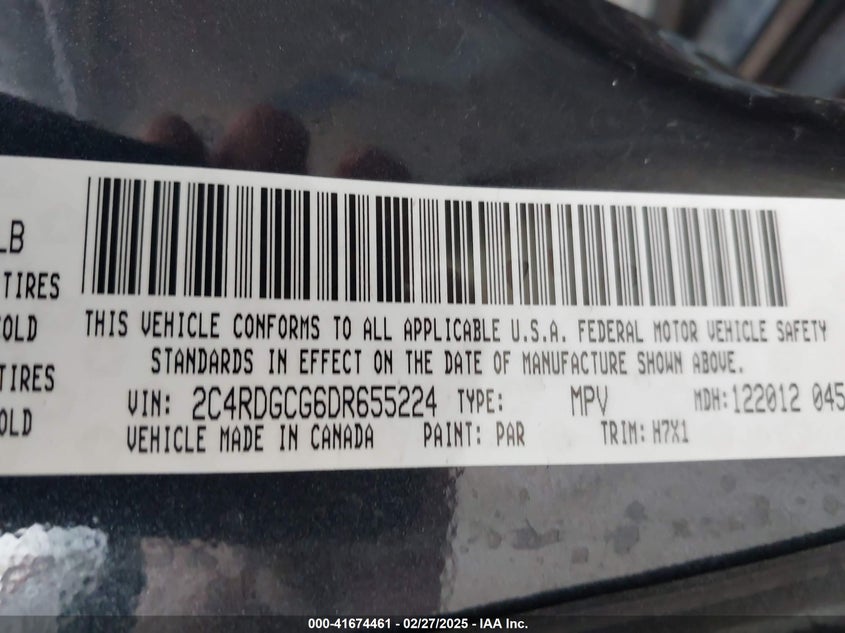 LB
TIRES
OLD
TIRES
OLD
THIS VEHICLE CONFORMS TO ALL APPLICABLE U.S.A. FEDERAL MOTOR VEHICLE SAFETY
STANDARDS IN EFFECT ON THE DATE OF MANUFACTURE SHOWN ABOVE.
VIN: 2C4RDGCG6DR655224 TYPE: MPV MDH:122012 045
VEHICLE MADE IN CANADA PAINT: PAR TRIM: H7X1
000-41674461 - 02/27/2025 - IAA Inc.